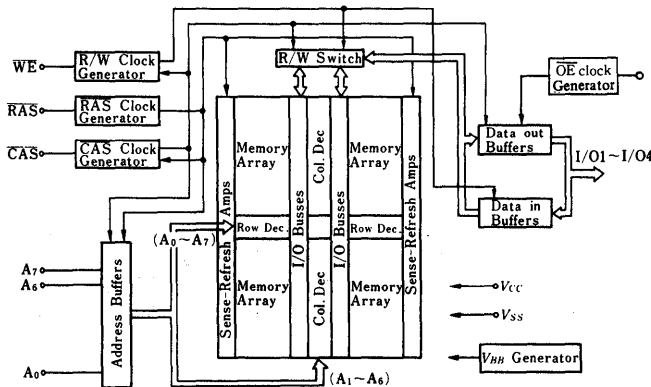 WE
R/W Clock
Generator
RAS
RAS Clock
Generator
CAS
CAS Clock
Generator
R/W Switch
OE clock
Generator
Data out
Buffers
Data in
Buffers
I/O1~I/O4
Sense-Refresh Amps
Memory
Array
Row Dec.
Memory
Array
I/O Busses
Col. Dec
Col. Dec
I/O Busses
Memory
Array
Row Dec.
Memory
Array
Sense-Refresh Amps
(A0~A7)
A7
A6
A0
Address Buffers
(A1~A6)
VCC
VSS
VBB Generator